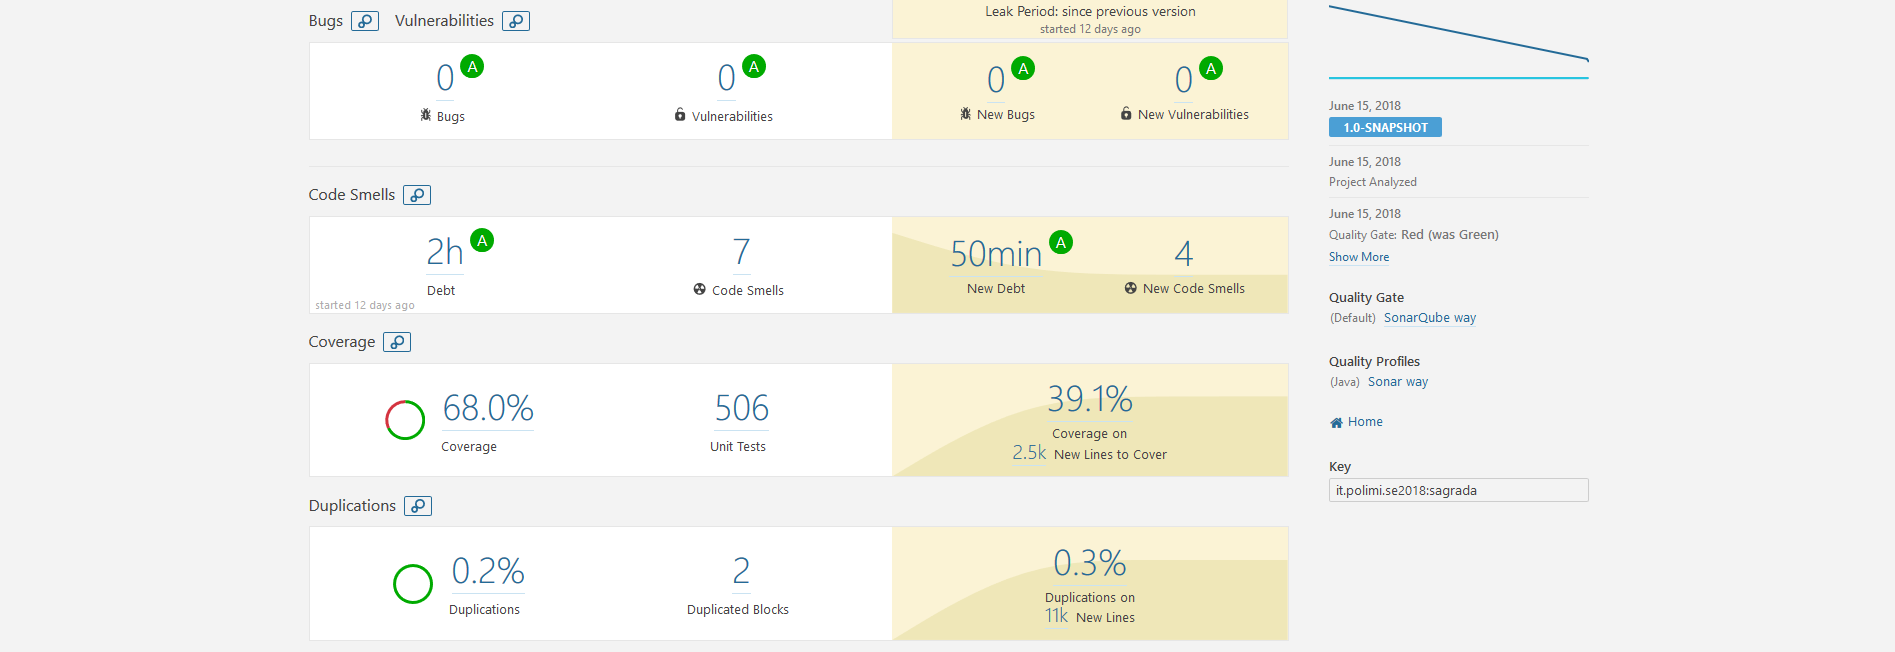 Bugs Vulnerabilities
Leak Period: since previous version
started 12 days ago
0 A
Bugs
0 A
Vulnerabilities
0 A
New Bugs
0 A
New Vulnerabilities
Code Smells
2h A
Debt
started 12 days ago
7
Code Smells
50min A
New Debt
4
New Code Smells
Coverage
68.0%
Coverage
506
Unit Tests
39.1%
Coverage on
2.5k New Lines to Cover
Duplications
0.2%
Duplications
2
Duplicated Blocks
0.3%
Duplications on
11k New Lines
June 15, 2018
1.0-SNAPSHOT
June 15, 2018
Project Analyzed
June 15, 2018
Quality Gate: Red (was Green)
Show More
Quality Gate
(Default) SonarQube way
Quality Profiles
(Java) Sonar way
Home
Key
it.polimi.se2018:sagrada